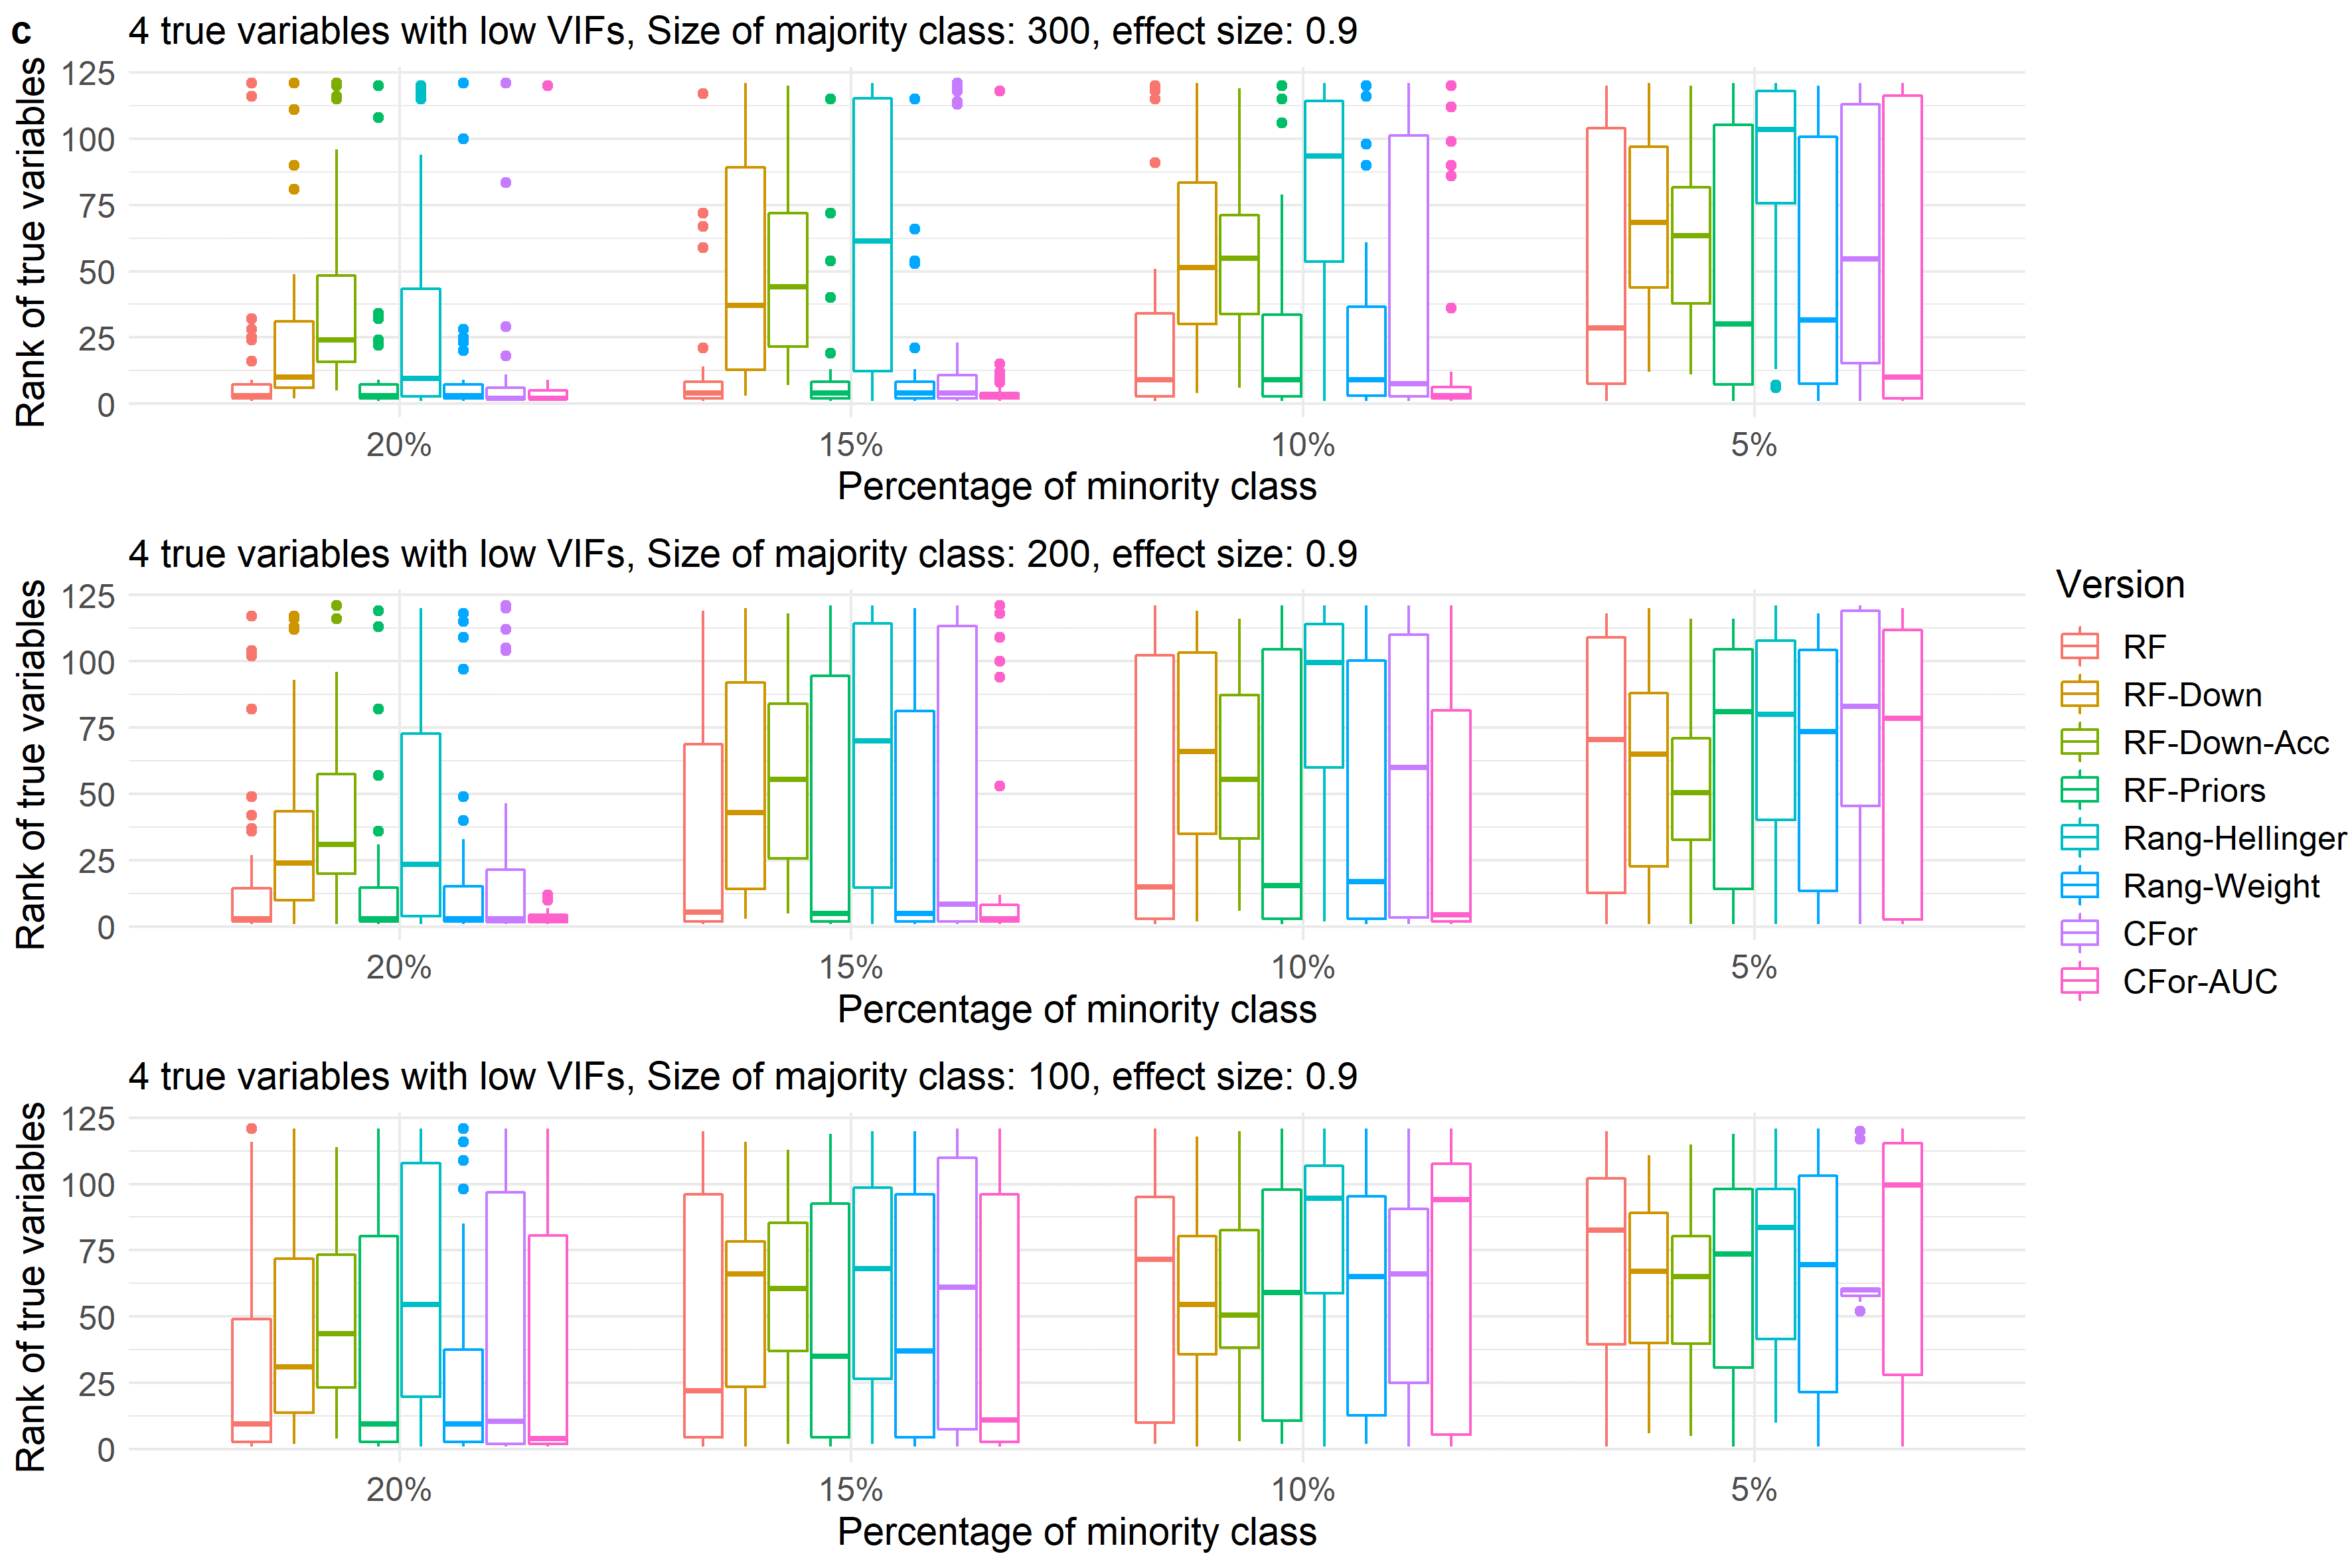 c
4 true variables with low VIFs, Size of majority class: 300, effect size: 0.9
Rank of true variables
125
100
75
50
25
0
20%
15%
10%
5%
Percentage of minority class
4 true variables with low VIFs, Size of majority class: 200, effect size: 0.9
Rank of true variables
125
100
75
50
25
0
20%
15%
10%
5%
Percentage of minority class
Version
RF
RF-Down
RF-Down-Acc
RF-Priors
Rang-Hellinger
Rang-Weight
CFor
CFor-AUC
4 true variables with low VIFs, Size of majority class: 100, effect size: 0.9
Rank of true variables
125
100
75
50
25
0
20%
15%
10%
5%
Percentage of minority class